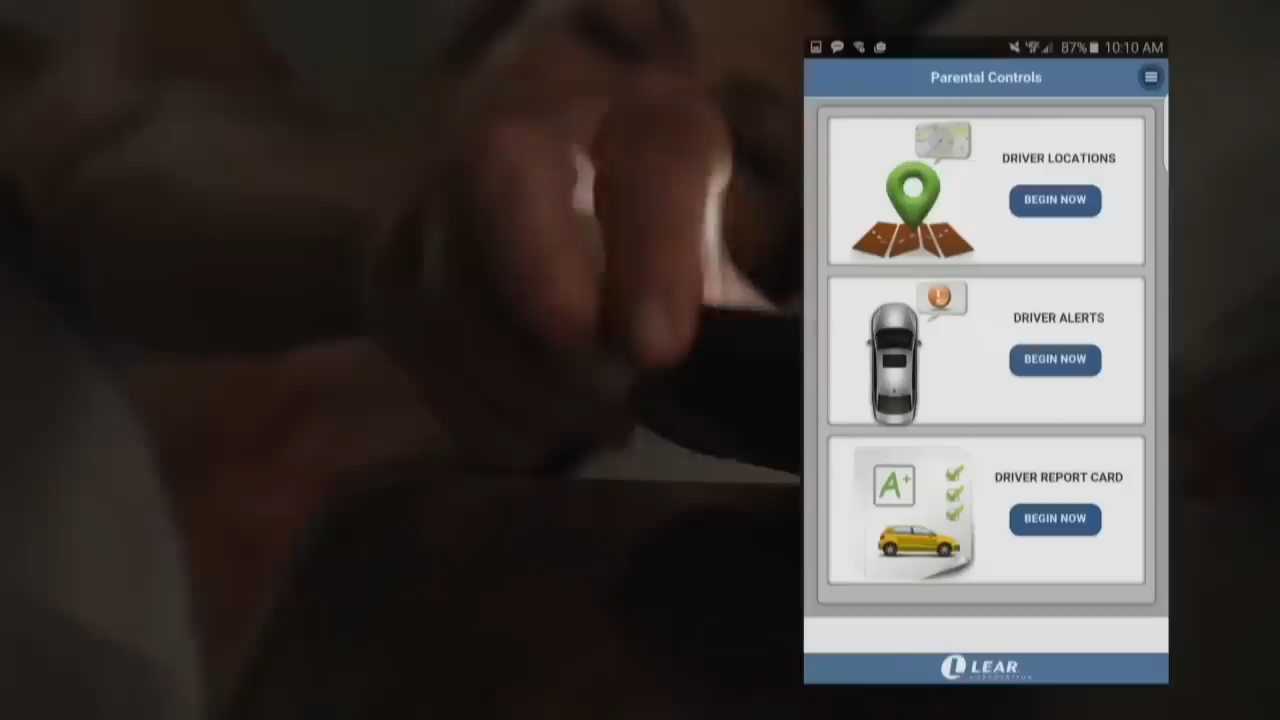 87% 10:10 AM
Parental Controls
DRIVER LOCATIONS
BEGIN NOW
DRIVER ALERTS
BEGIN NOW
A+
DRIVER REPORT CARD
BEGIN NOW
LEAR
CORPORATION